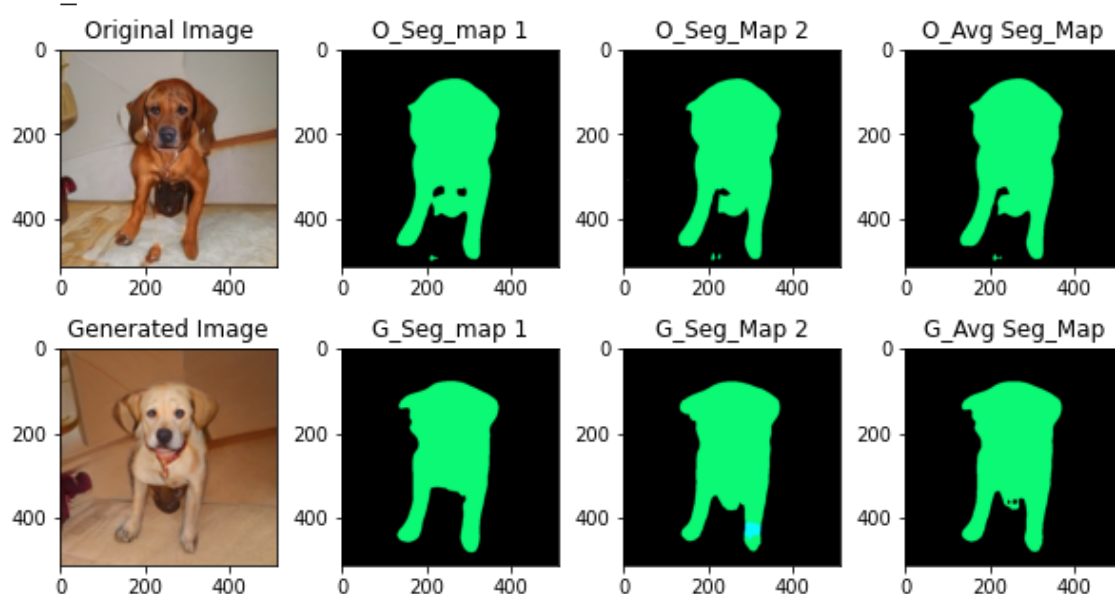 Original Image O_Seg_map 1 O_Seg_Map 2 O_Avg Seg_Map
0 0 0 0
200 200 200 200
400 400 400 400
0 200 400 0 200 400 0 200 400 0 200 400
Generated Image G_Seg_map 1 G_Seg_Map 2 G_Avg Seg_Map
0 0 0 0
200 200 200 200
400 400 400 400
0 200 400 0 200 400 0 200 400 0 200 400